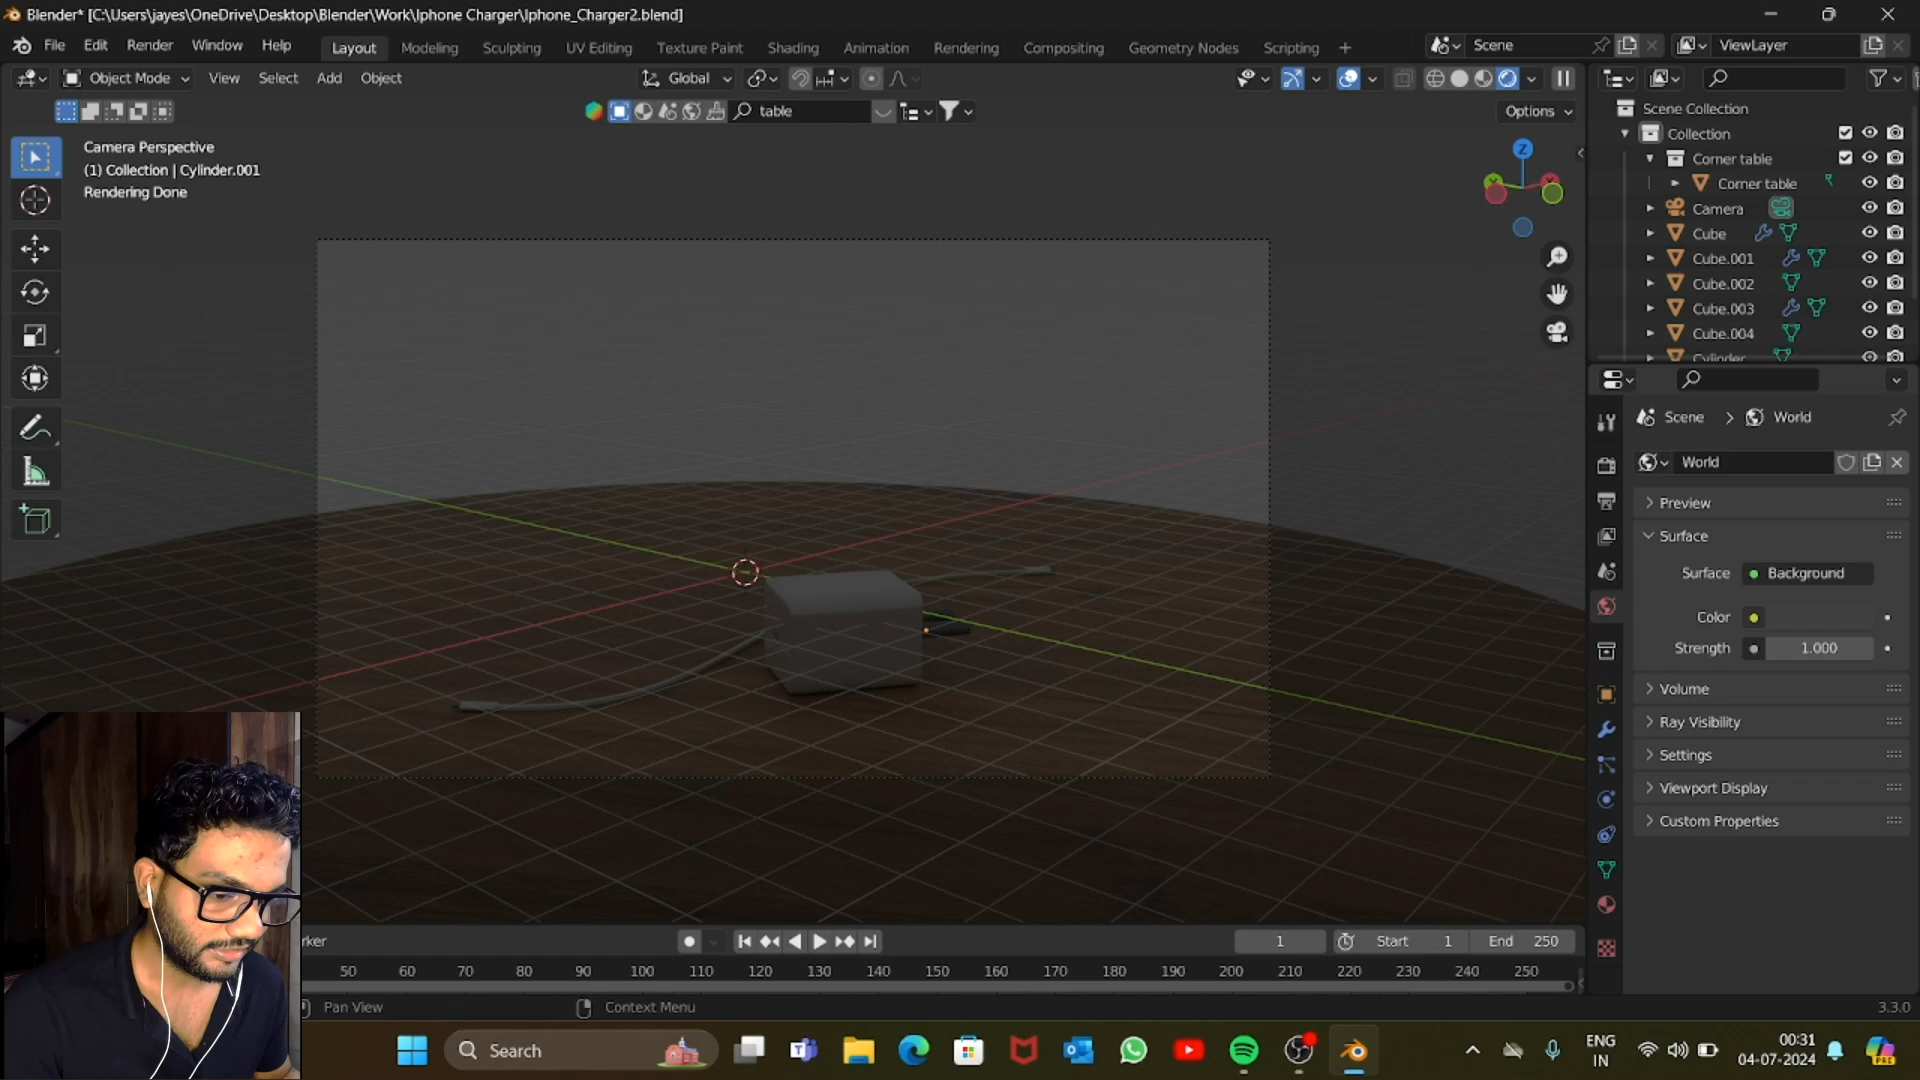 Blender* [C:\Users\jayes\OneDrive\Desktop\Blender\Work\Iphone Charger\Iphone_Charger2.blend]
File Edit Render Window Help Layout Modeling Sculpting UV Editing Texture Paint Shading Animation Rendering Compositing Geometry Nodes Scripting + Scene ViewLayer
Object Mode View Select Add Object Global
table Options
Camera Perspective
(1) Collection | Cylinder.001
Rendering Done
Z
Scene Collection
Collection
Corner table
Corner table
Camera
Cube
Cube.001
Cube.002
Cube.003
Cube.004
Cylinder
Scene > World
World
Preview
Surface
Surface Background
Color
Strength 1.000
Volume
Ray Visibility
Settings
Viewport Display
Custom Properties
rker 1 Start 1 End 250
50 60 70 80 90 100 110 120 130 140 150 160 170 180 190 200 210 220 230 240 250
Pan View Context Menu 3.3.0
Search ENG IN 00:31 04-07-2024 PRE